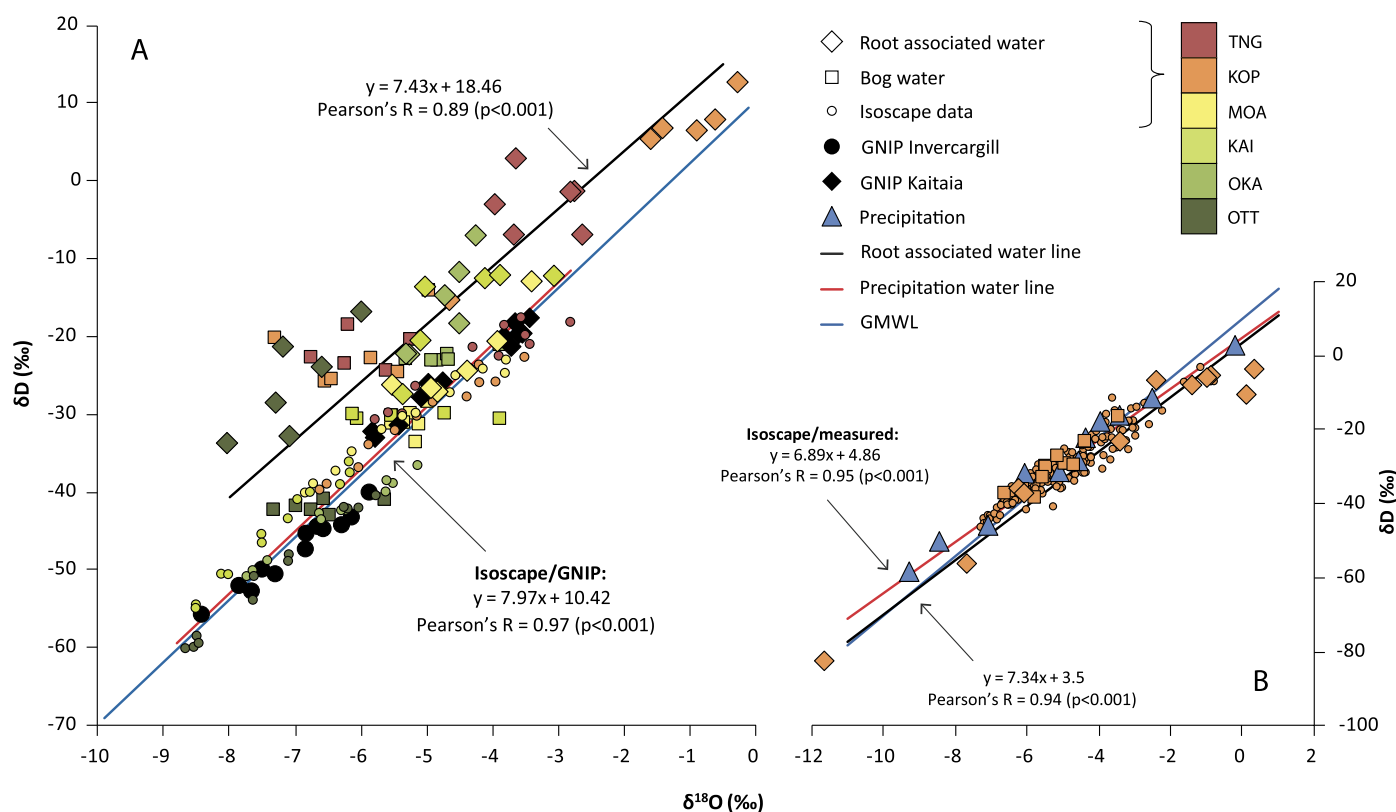 A
20
10
0
-10
-20
-30
-40
-50
-60
-70
δD (‰)
-10
-9
-8
-7
-6
-5
-4
-3
-2
-1
0
δ18O (‰)
y = 7.43x + 18.46
Pearson's R = 0.89 (p<0.001)
Isoscape/GNIP:
y = 7.97x + 10.42
Pearson's R = 0.97 (p<0.001)
Root associated water
Bog water
Isoscape data
GNIP Invercargill
GNIP Kaitaia
Precipitation
Root associated water line
Precipitation water line
GMWL
TNG
KOP
MOA
KAI
OKA
OTT
Isoscape/measured:
y = 6.89x + 4.86
Pearson's R = 0.95 (p<0.001)
y = 7.34x + 3.5
Pearson's R = 0.94 (p<0.001)
B
20
0
-20
-40
-60
-80
-100
δD (‰)
-12
-10
-8
-6
-4
-2
0
2